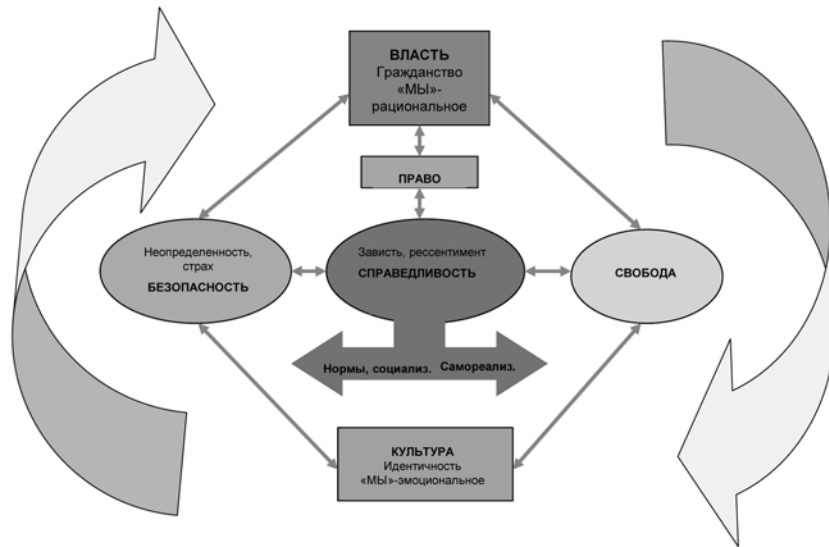 ВЛАСТЬ
Гражданство
«МЫ»-
рациональное
ПРАВО
Неопределенность,
страх
БЕЗОПАСНОСТЬ
Зависть, рессентимент
СПРАВЕДЛИВОСТЬ
СВОБОДА
Нормы, социализ.
Самореализ.
КУЛЬТУРА
Идентичность
«МЫ»-эмоциональное